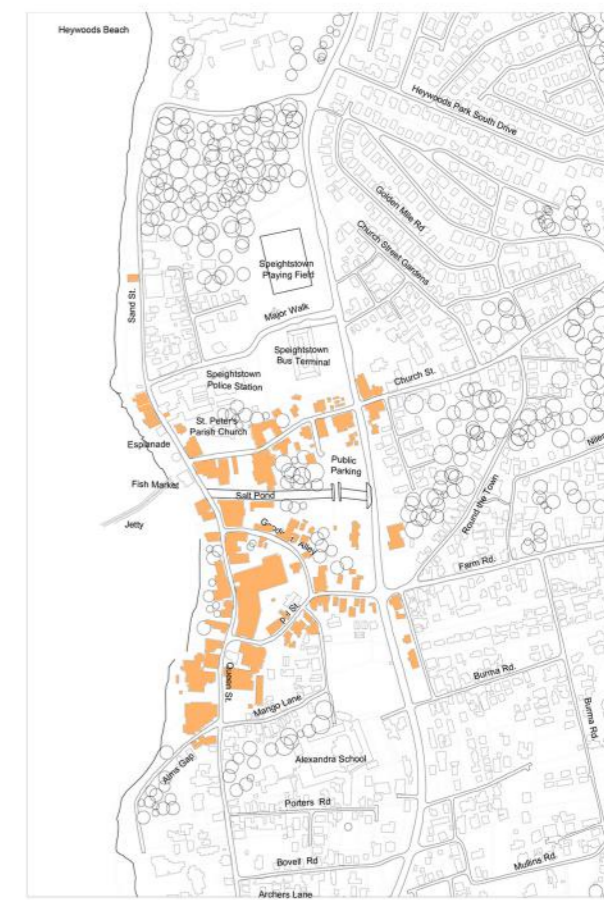 Heywoods Beach
Heywoods Park South Drive
Golden Mile Rd
Church Street Gardens
Speightstown
Playing Field
Sand St.
Major Walk
Speightstown
Bus Terminal
Speightstown
Police Station
Church St.
St. Peter's
Parish Church
Esplanade
Public
Parking
Fish Market
Salt Pond
Jetty
Round the Town
Alley
Farm Rd.
Queen St.
Burma Rd.
Mango Lane
Burma Rd.
Alexandra School
Alms Gap
Porters Rd
Bovell Rd
Mullins Rd.
Archers Lane